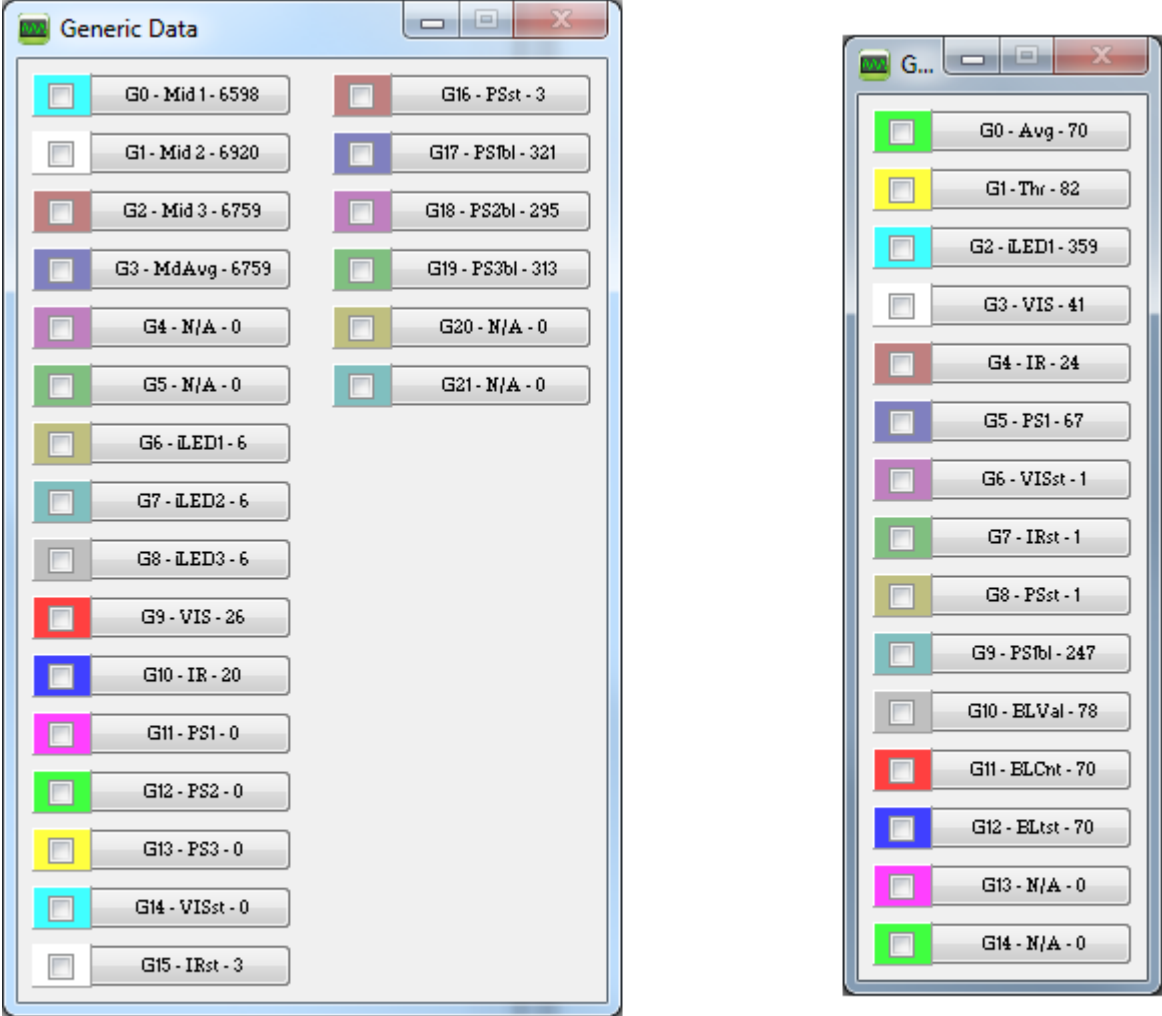 Generic Data
G0 - Mid 1 - 6598
G1 - Mid 2 - 6920
G2 - Mid 3 - 6759
G3 - MdAvg - 6759
G4 - N/A - 0
G5 - N/A - 0
G6 - iLED1 - 6
G7 - iLED2 - 6
G8 - iLED3 - 6
G9 - VIS - 26
G10 - IR - 20
G11 - PS1 - 0
G12 - PS2 - 0
G13 - PS3 - 0
G14 - VISst - 0
G15 - IRst - 3
G16 - PSst - 3
G17 - PS1bl - 321
G18 - PS2bl - 295
G19 - PS3bl - 313
G20 - N/A - 0
G21 - N/A - 0
G...
G0 - Avg - 70
G1 - Thr - 82
G2 - iLED1 - 359
G3 - VIS - 41
G4 - IR - 24
G5 - PS1 - 67
G6 - VISst - 1
G7 - IRst - 1
G8 - PSst - 1
G9 - PS1bl - 247
G10 - BLVal - 78
G11 - BLCnt - 70
G12 - BLtst - 70
G13 - N/A - 0
G14 - N/A - 0